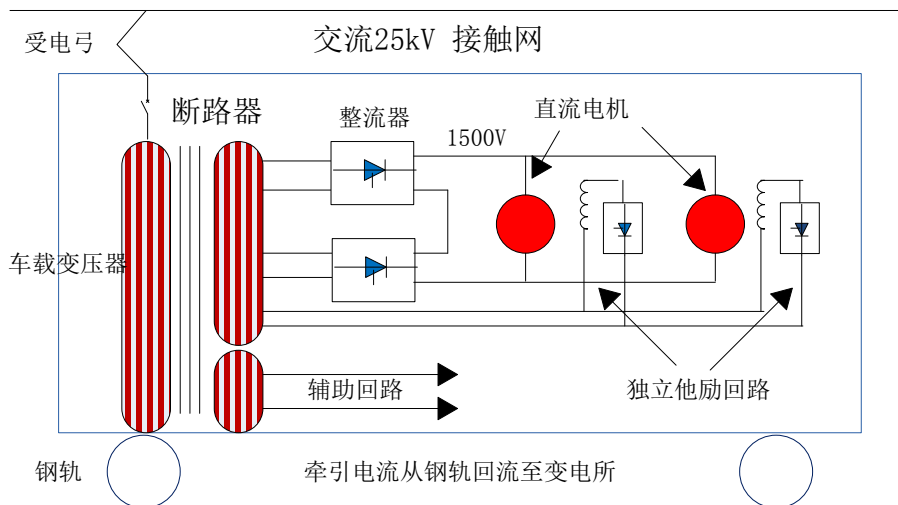 受电弓
交流25kV 接触网
断路器
整流器
1500V
直流电机
车载变压器
辅助回路
独立他励回路
钢轨
牵引电流从钢轨回流至变电所